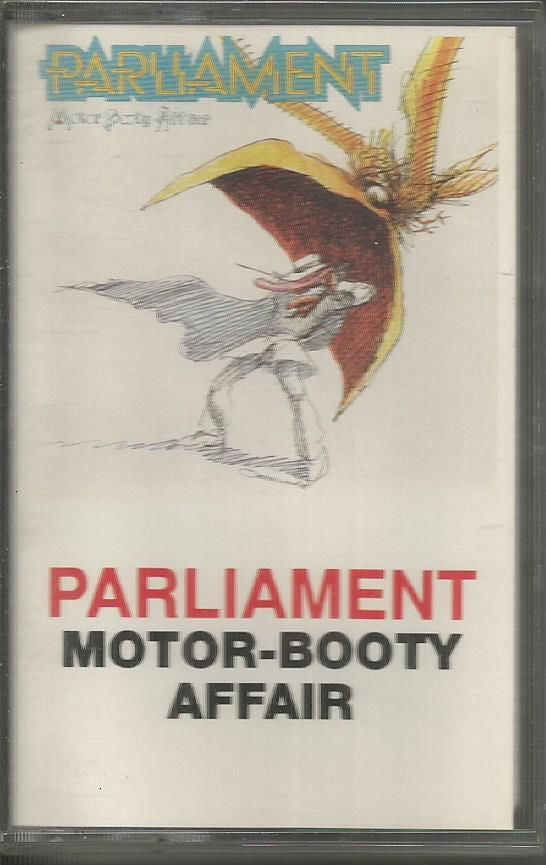 PARLIAMENT
Motor Booty Affair
PARLIAMENT
MOTOR-BOOTY
AFFAIR